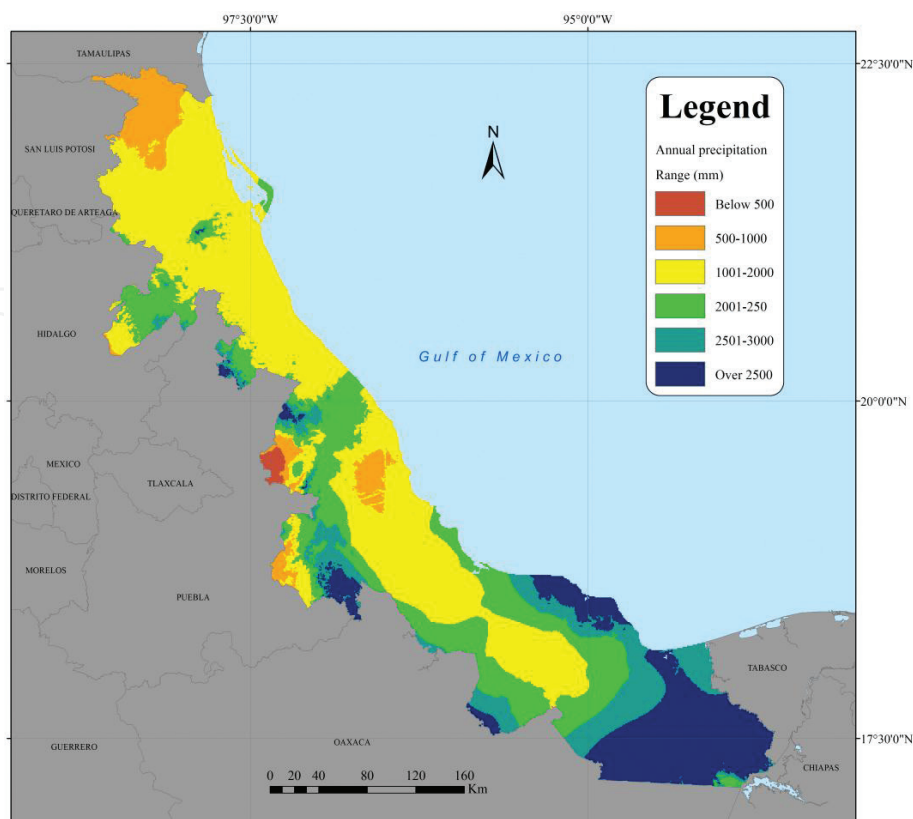 97°30'0"W
95°0'0"W
TAMAULIPAS
22°30'0"N
Legend
Annual precipitation
Range (mm)
Below 500
500-1000
1001-2000
2001-250
2501-3000
Over 2500
N
SAN LUIS POTOSI
QUERETARO DE ARTEAGA
HIDALGO
Gulf of Mexico
20°0'0"N
MEXICO
TLAXCALA
DISTRITO FEDERAL
MORELOS
PUEBLA
TABASCO
GUERRERO
OAXACA
17°30'0"N
CHIAPAS
0 20 40 80 120 160
Km